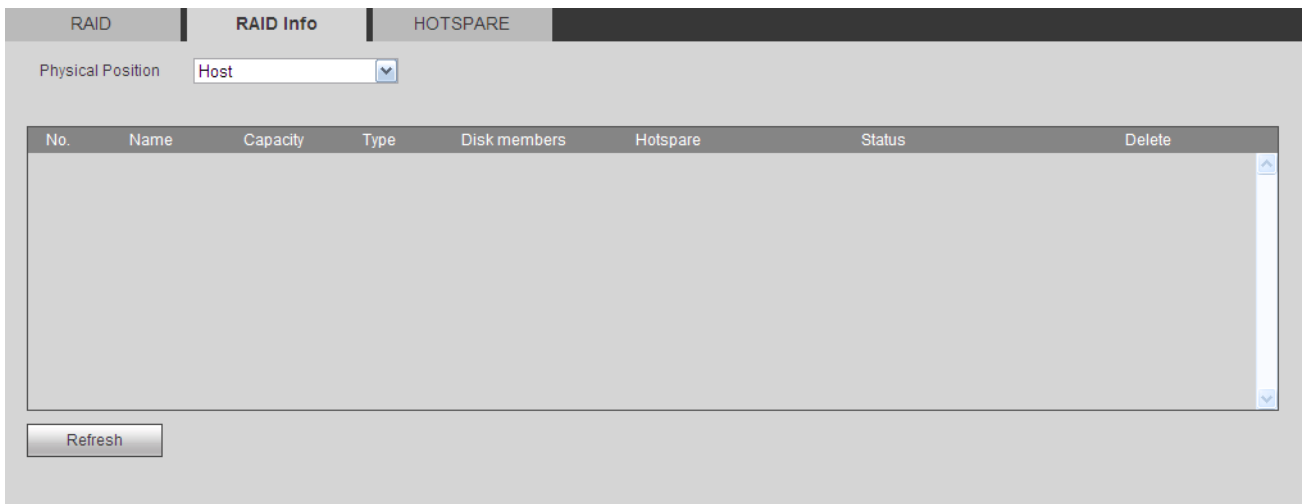 RAID RAID Info HOTSPARE
Physical Position Host
No. Name Capacity Type Disk members Hotspare Status Delete
Refresh